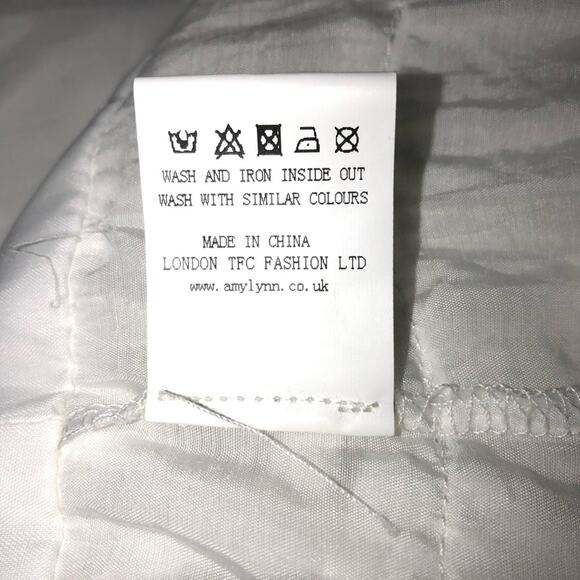 WASH AND IRON INSIDE OUT
WASH WITH SIMILAR COLOURS
MADE IN CHINA
LONDON TFC FASHION LTD
www.amylynn.co.uk